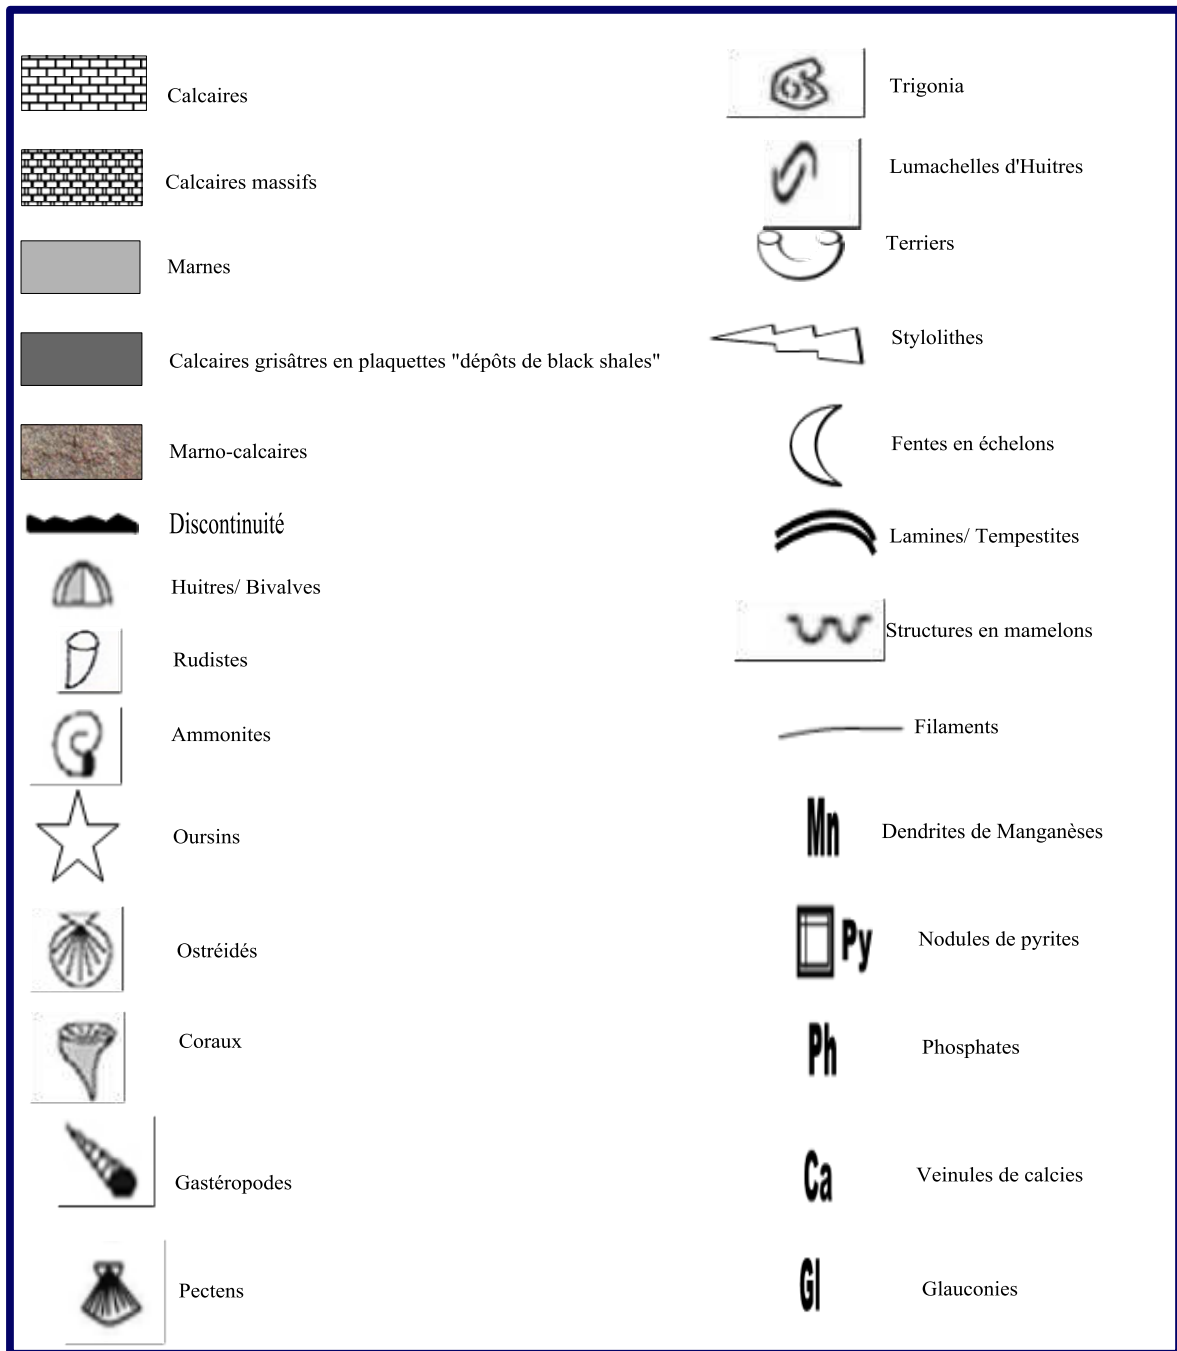 Calcaires
Calcaires massifs
Marnes
Calcaires grisâtres en plaquettes "dépôts de black shales"
Marno-calcaires
Discontinuité
Huitres/ Bivalves
Rudistes
Ammonites
Oursins
Ostréidés
Coraux
Gastéropodes
Pectens
Trigonia
Lumachelles d'Huitres
Terriers
Stylolithes
Fentes en échelons
Lamines/ Tempestites
Structures en mamelons
Filaments
Mn Dendrites de Manganèses
Py Nodules de pyrites
Ph Phosphates
Ca Veinules de calcies
Gl Glauconies